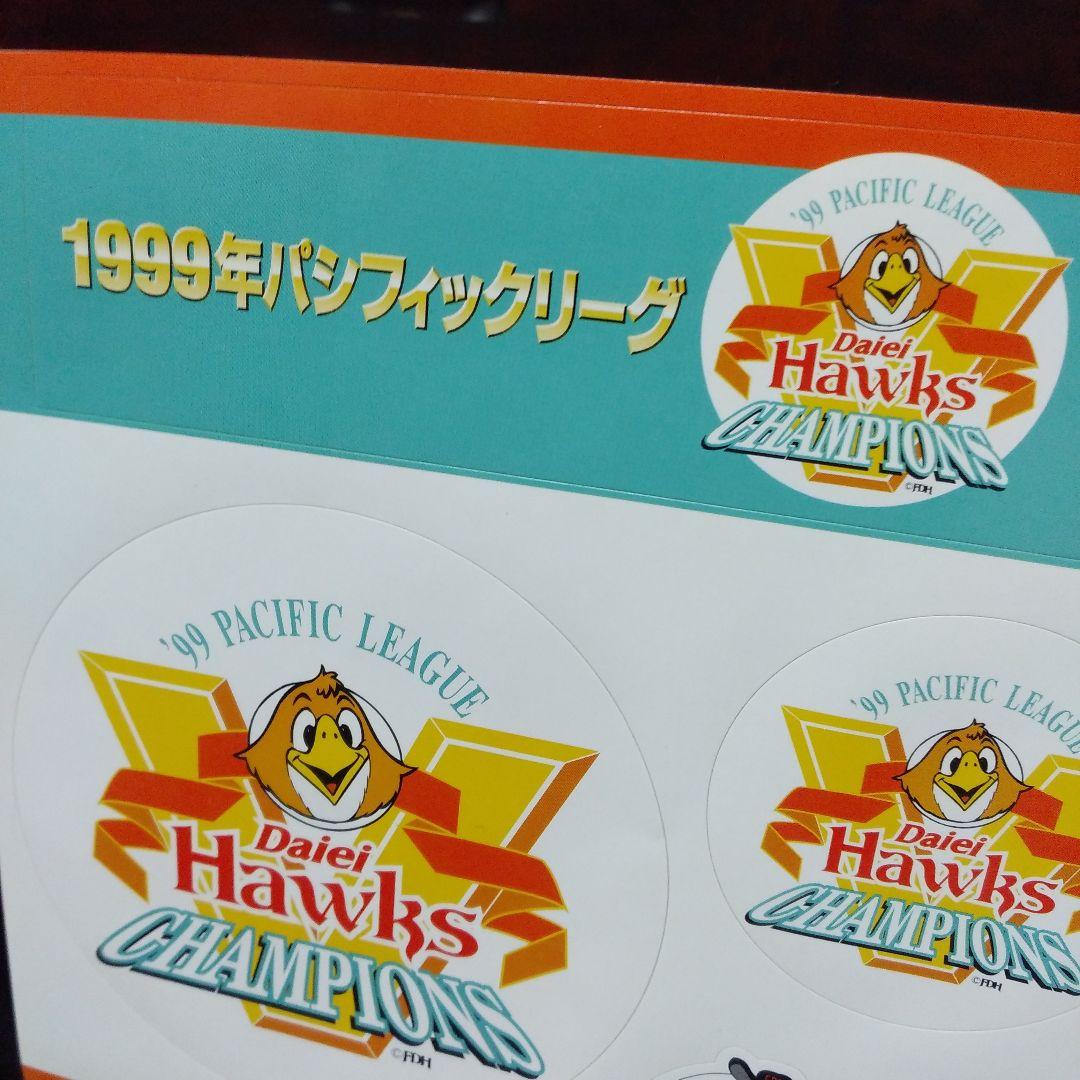 1999年パシフィックリーグ
'99 PACIFIC LEAGUE
Daiei
Hawks
CHAMPIONS
©FDH
'99 PACIFIC LEAGUE
Daiei
Hawks
CHAMPIONS
©FDH
'99 PACIFIC LEAGUE
Daiei
Hawks
CHAMPIONS
©FDH